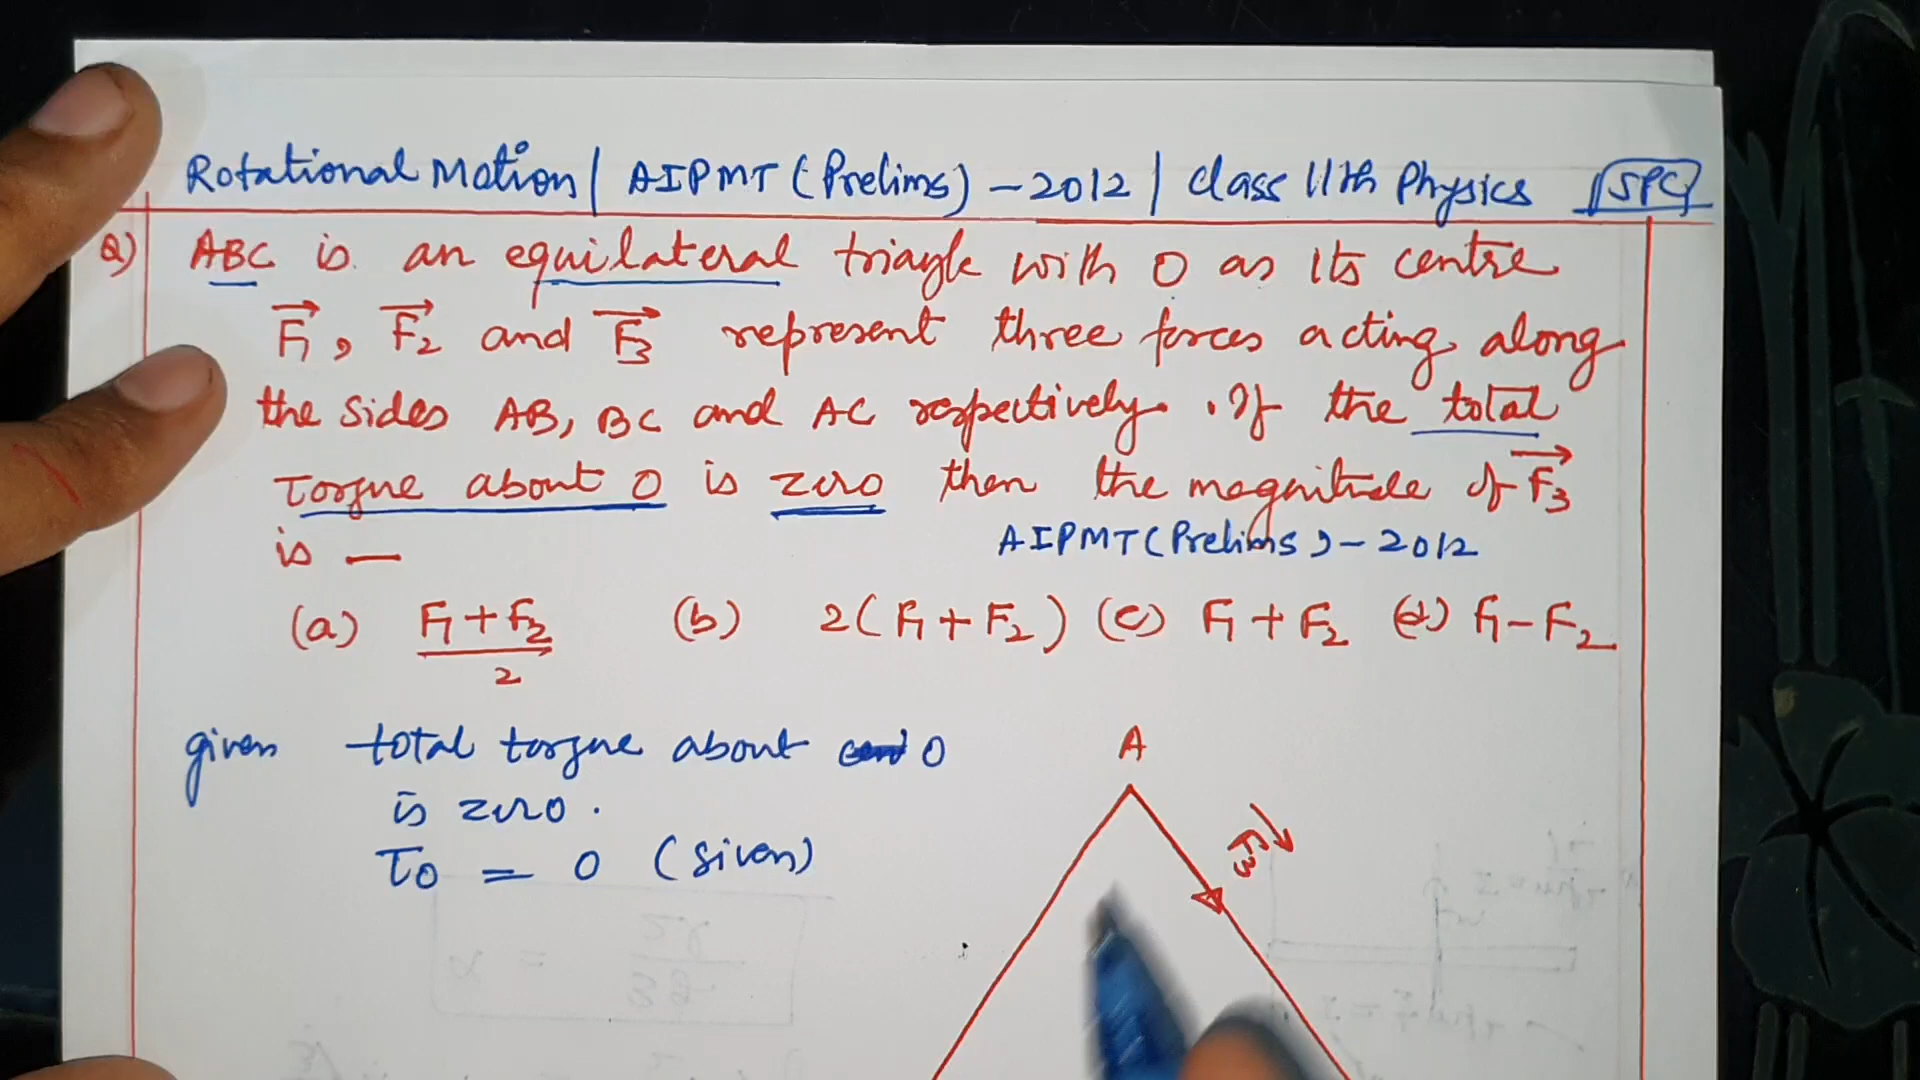 Rotational Motion | AIPMT (Prelims) - 2012 | class 11th Physics SPC
Q) ABC is an equilateral triangle with O as its centre
F1, F2 and F3 represent three forces acting along
the sides AB, BC and AC respectively. If the total
torque about O is zero then the magnitude of F3
is —
AIPMT (Prelims) - 2012
(a) F1 + F2 / 2 (b) 2(F1 + F2) (c) F1 + F2 (d) F1 - F2
given total torque about O
is zero.
τ0 = 0 (given)
A
F3